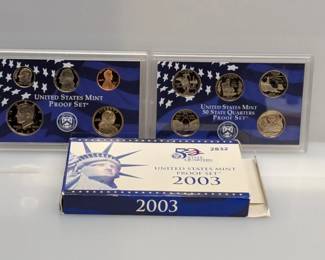 UNITED STATES MINT
PROOF SET
UNITED STATES MINT
50 STATE QUARTERS
PROOF SET
50
STATE
QUARTERS
2832
UNITED STATES MINT
PROOF SET
2003
2003